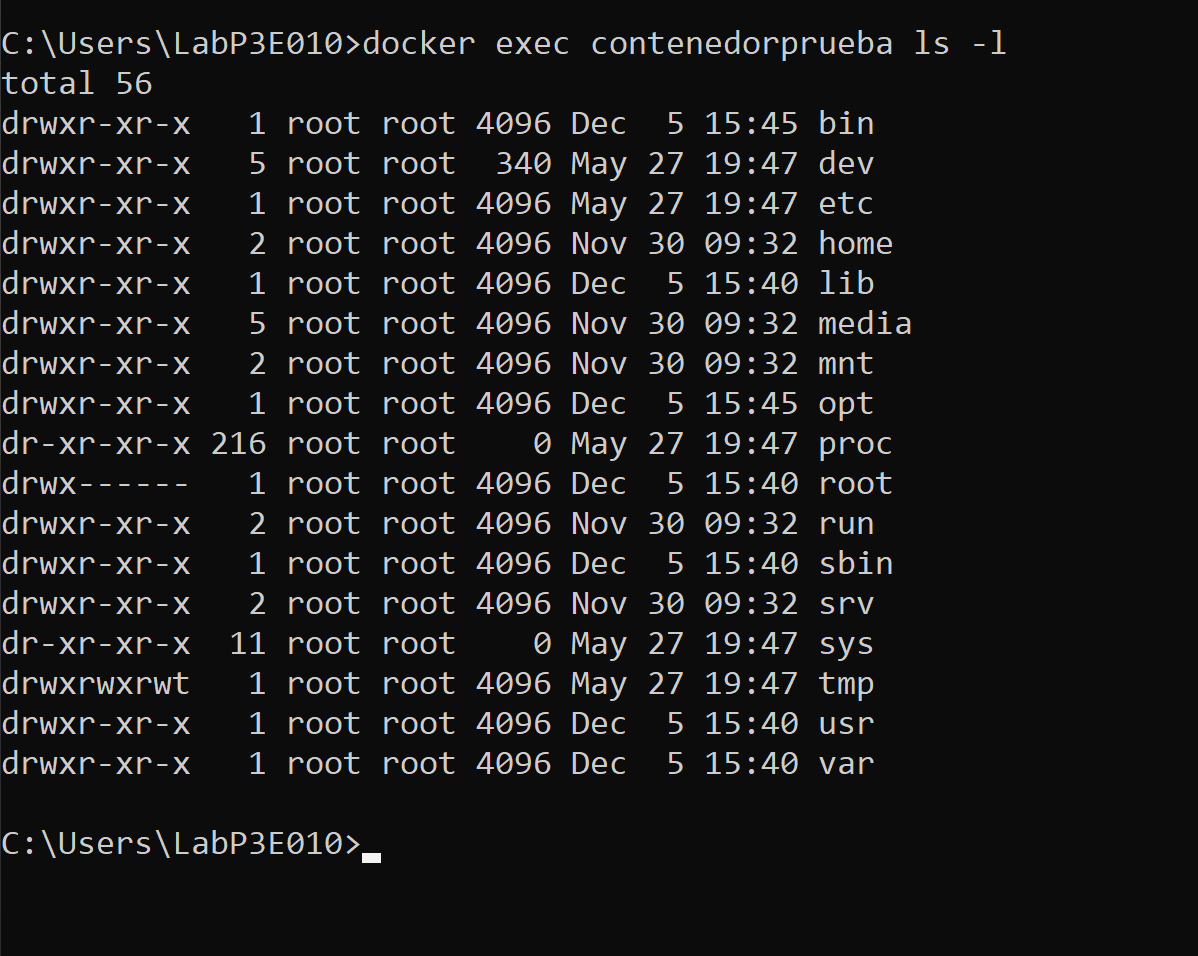 C:\Users\LabP3E010>docker exec contenedorprueba ls -l
total 56
drwxr-xr-x   1 root root 4096 Dec  5 15:45 bin
drwxr-xr-x   5 root root  340 May 27 19:47 dev
drwxr-xr-x   1 root root 4096 May 27 19:47 etc
drwxr-xr-x   2 root root 4096 Nov 30 09:32 home
drwxr-xr-x   1 root root 4096 Dec  5 15:40 lib
drwxr-xr-x   5 root root 4096 Nov 30 09:32 media
drwxr-xr-x   2 root root 4096 Nov 30 09:32 mnt
drwxr-xr-x   1 root root 4096 Dec  5 15:45 opt
dr-xr-xr-x 216 root root    0 May 27 19:47 proc
drwx------   1 root root 4096 Dec  5 15:40 root
drwxr-xr-x   2 root root 4096 Nov 30 09:32 run
drwxr-xr-x   1 root root 4096 Dec  5 15:40 sbin
drwxr-xr-x   2 root root 4096 Nov 30 09:32 srv
dr-xr-xr-x  11 root root    0 May 27 19:47 sys
drwxrwxrwt   1 root root 4096 May 27 19:47 tmp
drwxr-xr-x   1 root root 4096 Dec  5 15:40 usr
drwxr-xr-x   1 root root 4096 Dec  5 15:40 var
C:\Users\LabP3E010>